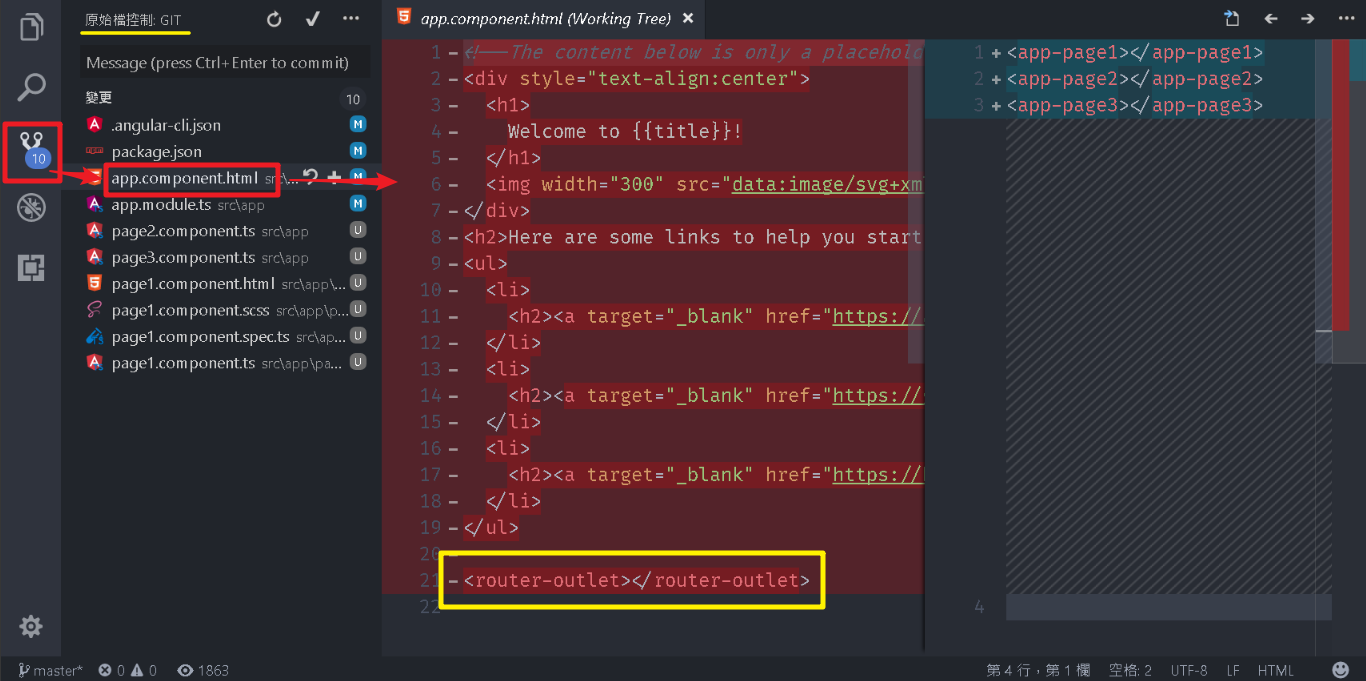 原始檔控制: GIT
Message (press Ctrl+Enter to commit)
變更 10
10
.angular-cli.json M
package.json M
app.component.html sr\... M
app.module.ts src\app M
page2.component.ts src\app U
page3.component.ts src\app U
page1.component.html src\app\... U
page1.component.scss src\app\p... U
page1.component.spec.ts src\ap... U
page1.component.ts src\app\pa... U
app.component.html (Working Tree)
1 - <!-- The content below is only a placehol
2 - <div style="text-align:center">
3 - <h1>
4 - Welcome to {{title}}!
5 - </h1>
6 - <img width="300" src="data:image/svg+xm
7 - </div>
8 - <h2>Here are some links to help you start
9 - <ul>
10 - <li>
11 - <h2><a target="_blank" href="https://
12 - </li>
13 - <li>
14 - <h2><a target="_blank" href="https://
15 - </li>
16 - <li>
17 - <h2><a target="_blank" href="https://
18 - </li>
19 - </ul>
20 -
21 - <router-outlet></router-outlet>
22
1 + <app-page1></app-page1>
2 + <app-page2></app-page2>
3 + <app-page3></app-page3>
4
master* 0 0 1863 第 4 行，第 1 欄 空格: 2 UTF-8 LF HTML